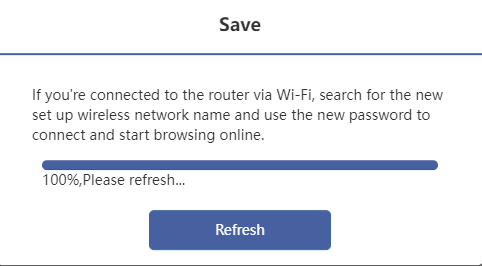 Save
If you're connected to the router via Wi-Fi, search for the new
set up wireless network name and use the new password to
connect and start browsing online.
100%,Please refresh...
Refresh